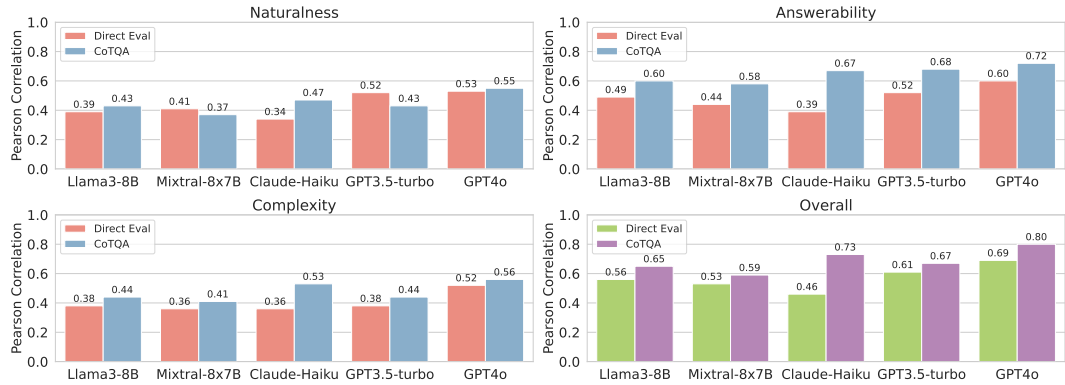 Naturalness
Pearson Correlation
1.0
0.8
0.6
0.4
0.2
0.0
Direct Eval
CoTQA
0.39 0.43 0.41 0.37 0.34 0.47 0.52 0.43 0.53 0.55
Llama3-8B Mixtral-8x7B Claude-Haiku GPT3.5-turbo GPT4o
Answerability
Pearson Correlation
1.0
0.8
0.6
0.4
0.2
0.0
Direct Eval
CoTQA
0.49 0.60 0.44 0.58 0.39 0.67 0.52 0.68 0.60 0.72
Llama3-8B Mixtral-8x7B Claude-Haiku GPT3.5-turbo GPT4o
Complexity
Pearson Correlation
1.0
0.8
0.6
0.4
0.2
0.0
Direct Eval
CoTQA
0.38 0.44 0.36 0.41 0.36 0.53 0.38 0.44 0.52 0.56
Llama3-8B Mixtral-8x7B Claude-Haiku GPT3.5-turbo GPT4o
Overall
Pearson Correlation
1.0
0.8
0.6
0.4
0.2
0.0
Direct Eval
CoTQA
0.56 0.65 0.53 0.59 0.46 0.73 0.61 0.67 0.69 0.80
Llama3-8B Mixtral-8x7B Claude-Haiku GPT3.5-turbo GPT4o